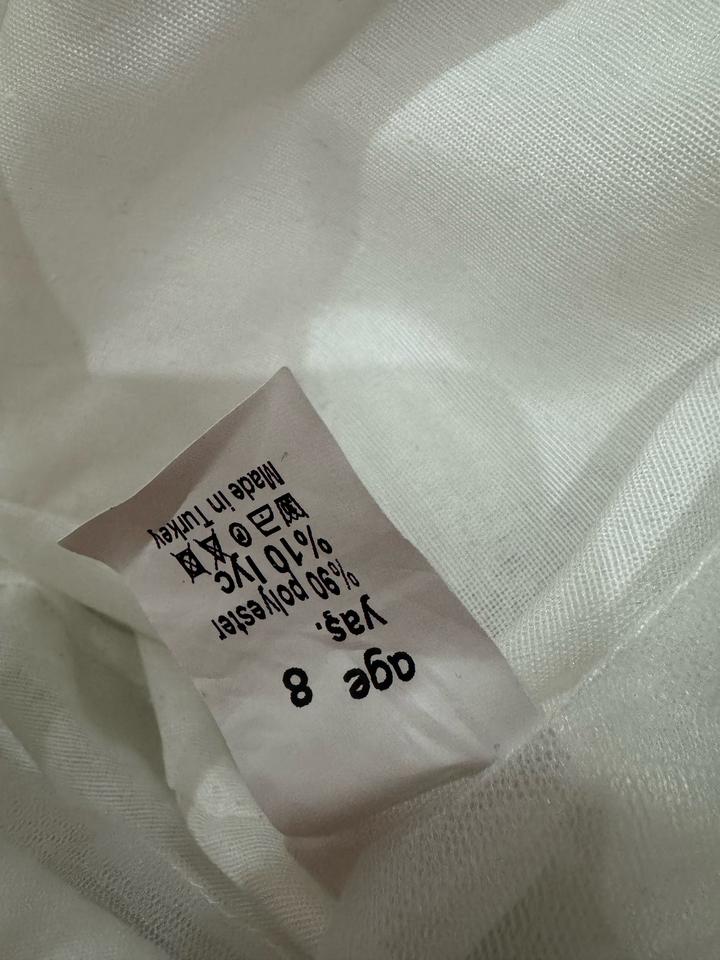 age 8
yaş.
%90 polyester
%10 lyc
Made in Turkey